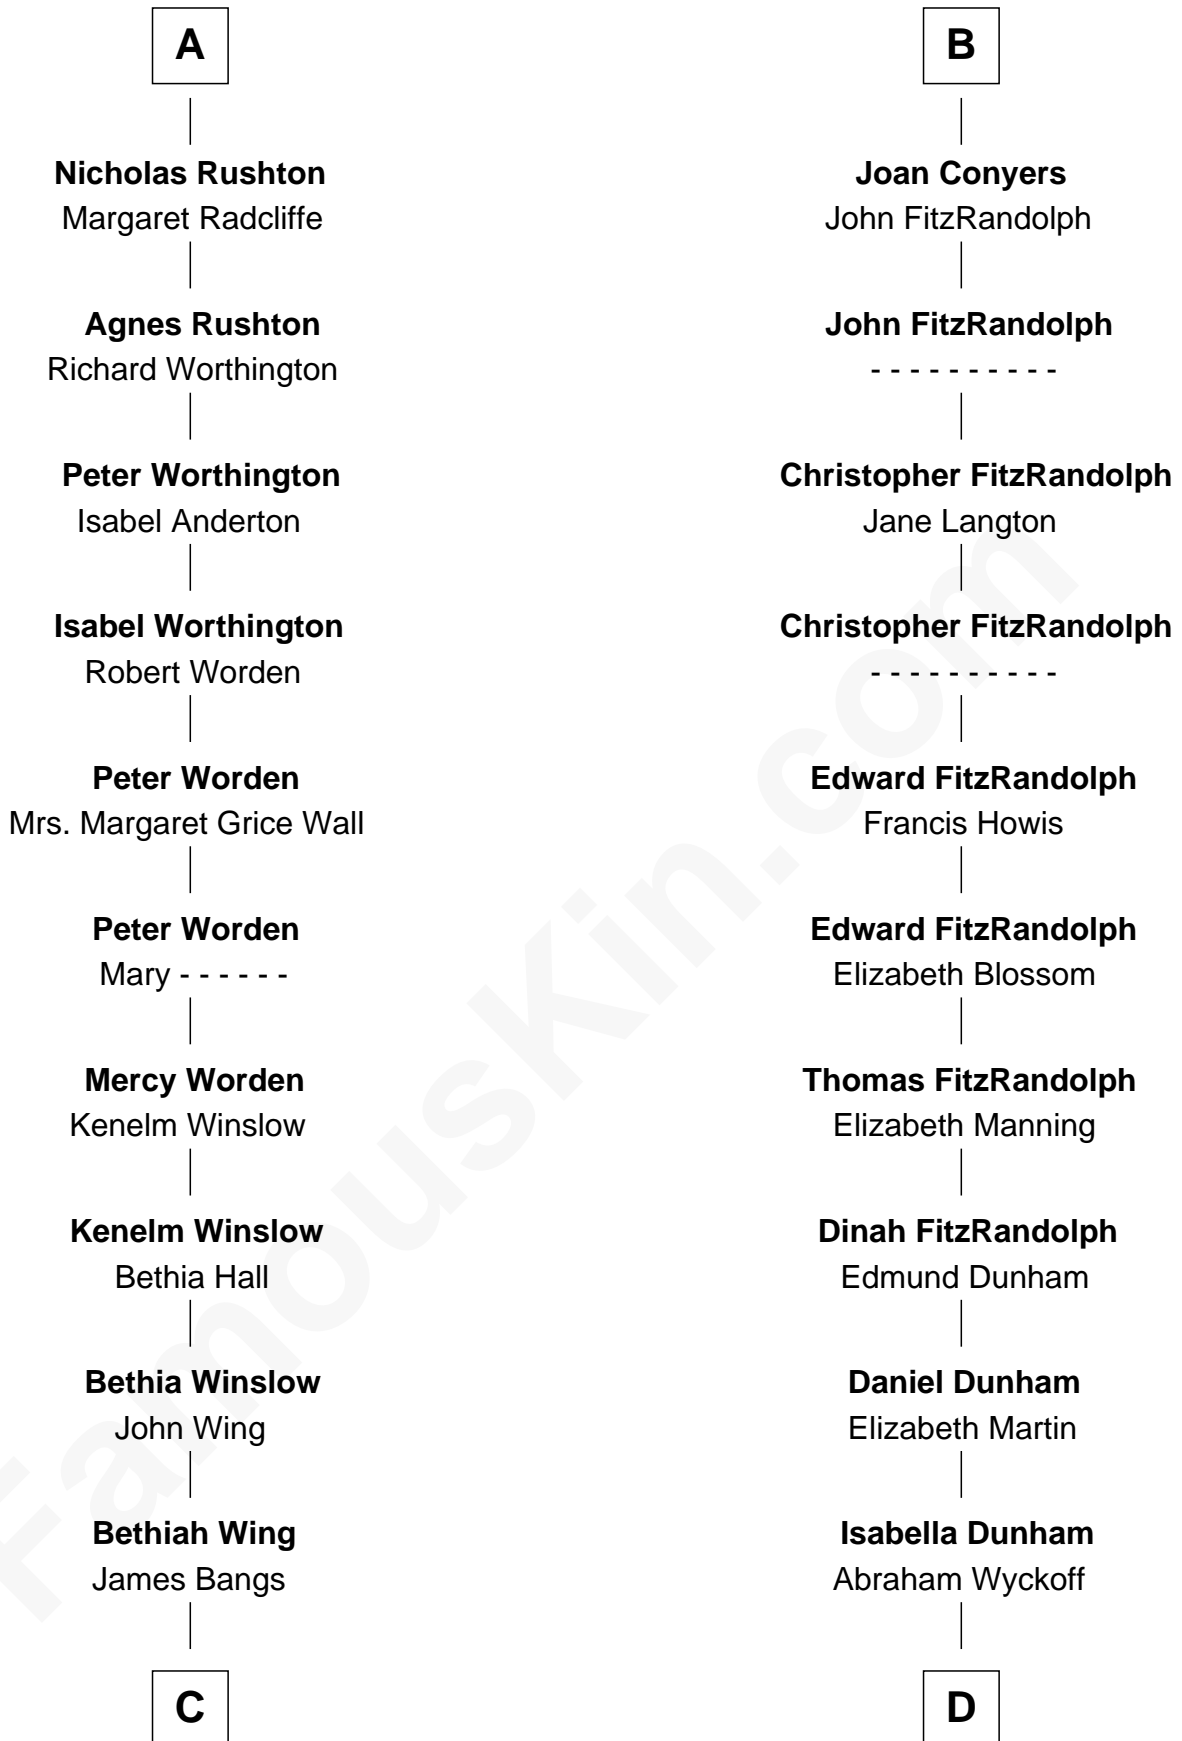 A
Nicholas Rushton
Margaret Radcliffe
Agnes Rushton
Richard Worthington
Peter Worthington
Isabel Anderton
Isabel Worthington
Robert Worden
Peter Worden
Mrs. Margaret Grice Wall
Peter Worden
Mary - - - - - -
Mercy Worden
Kenelm Winslow
Kenelm Winslow
Bethia Hall
Bethia Winslow
John Wing
Bethiah Wing
James Bangs
C
B
Joan Conyers
John FitzRandolph
John FitzRandolph
- - - - - - - - - -
Christopher FitzRandolph
Jane Langton
Christopher FitzRandolph
- - - - - - - - - -
Edward FitzRandolph
Francis Howis
Edward FitzRandolph
Elizabeth Blossom
Thomas FitzRandolph
Elizabeth Manning
Dinah FitzRandolph
Edmund Dunham
Daniel Dunham
Elizabeth Martin
Isabella Dunham
Abraham Wyckoff
D
FamousKin.com